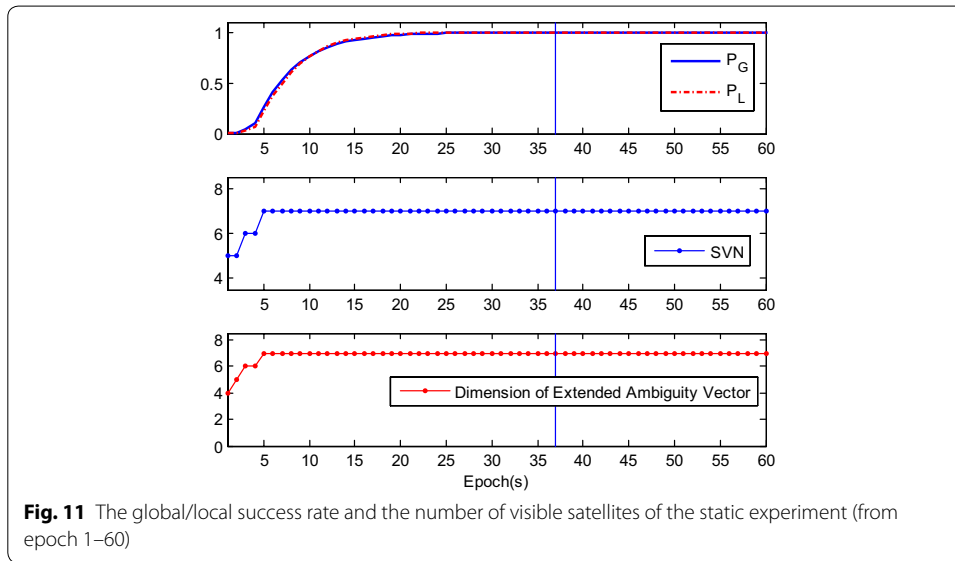 1
0.5
0
P_G
P_L
5 10 15 20 25 30 35 40 45 50 55 60
8
6
4
SVN
5 10 15 20 25 30 35 40 45 50 55 60
8
6
4
2
0
Dimension of Extended Ambiguity Vector
5 10 15 20 25 30 35 40 45 50 55 60
Epoch(s)
Fig. 11 The global/local success rate and the number of visible satellites of the static experiment (from
epoch 1–60)